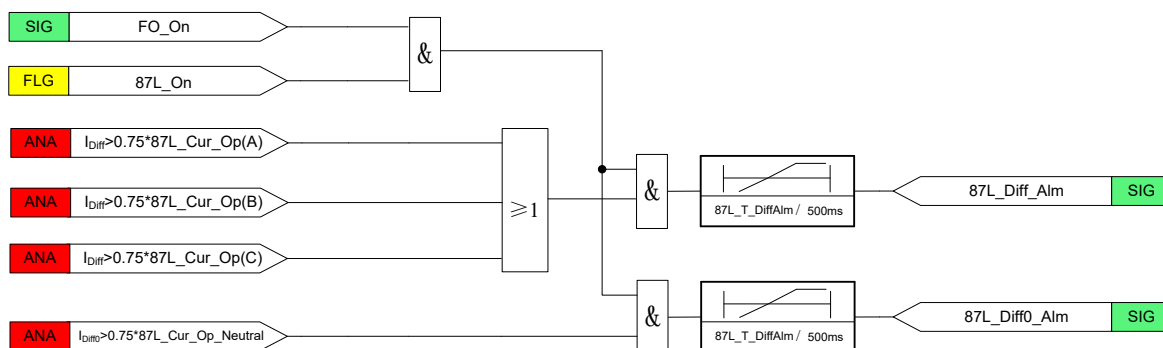 SIG FO_On
&
FLG 87L_On
ANA IDiff>0.75*87L_Cur_Op(A)
ANA IDiff>0.75*87L_Cur_Op(B)
≥1
ANA IDiff>0.75*87L_Cur_Op(C)
&
87L_T_DiffAlm / 500ms
87L_Diff_Alm SIG
ANA IDiff0>0.75*87L_Cur_Op_Neutral
&
87L_T_DiffAlm / 500ms
87L_Diff0_Alm SIG